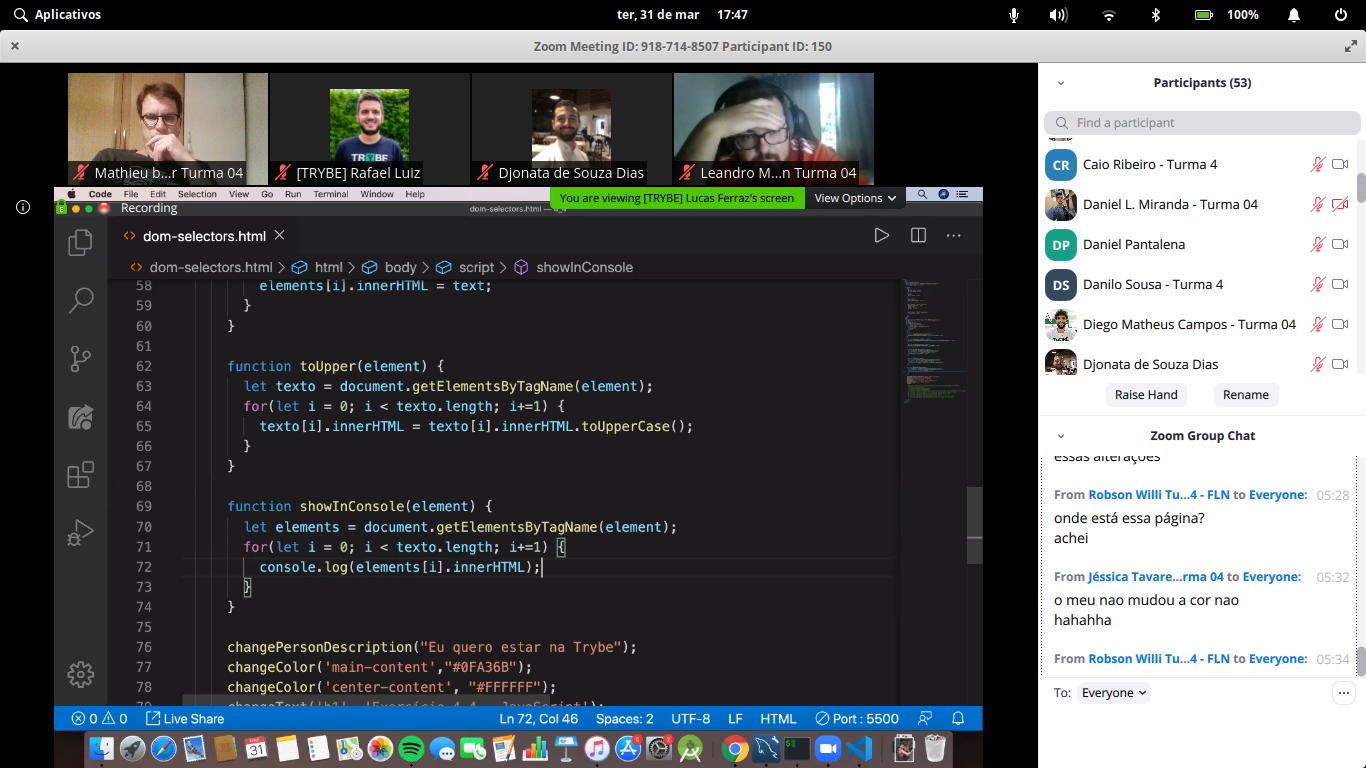 Aplicativos
ter, 31 de mar 17:47
100%
Zoom Meeting ID: 918-714-8507 Participant ID: 150
TRYBE
Mathieu b...r Turma 04
[TRYBE] Rafael Luiz
Djonata de Souza Dias
Leandro M...n Turma 04
Code File Edit Selection View Go Run Terminal Window Help
You are viewing [TRYBE] Lucas Ferraz's screen
View Options
Recording
dom-selectors.html
dom-selectors.html
dom-selectors.html > html > body > script > showInConsole
58 elements[i].innerHTML = text;
59 }
60 }
61
62 function toUpper(element) {
63 let texto = document.getElementsByTagName(element);
64 for(let i = 0; i < texto.length; i+=1) {
65 texto[i].innerHTML = texto[i].innerHTML.toUpperCase();
66 }
67 }
68
69 function showInConsole(element) {
70 let elements = document.getElementsByTagName(element);
71 for(let i = 0; i < texto.length; i+=1) {
72 console.log(elements[i].innerHTML);
73 }
74 }
75
76 changePersonDescription("Eu quero estar na Trybe");
77 changeColor('main-content',"#0FA36B");
78 changeColor('center-content', "#FFFFFF");
79 changeText('h1', 'Exercício 4.4 - JavaScript');
0 0 Live Share
Ln 72, Col 46 Spaces: 2 UTF-8 LF HTML Port : 5500
31
Participants (53)
Find a participant
CR Caio Ribeiro - Turma 4
Daniel L. Miranda - Turma 04
DP Daniel Pantalena
DS Danilo Sousa - Turma 4
Diego Matheus Campos - Turma 04
Djonata de Souza Dias
Raise Hand
Rename
Zoom Group Chat
essas alterações
From Robson Willi Tu...4 - FLN to Everyone: 05:28
onde está essa página?
achei
From Jéssica Tavare...rma 04 to Everyone: 05:32
o meu nao mudou a cor nao
hahahha
From Robson Willi Tu...4 - FLN to Everyone: 05:34
To: Everyone